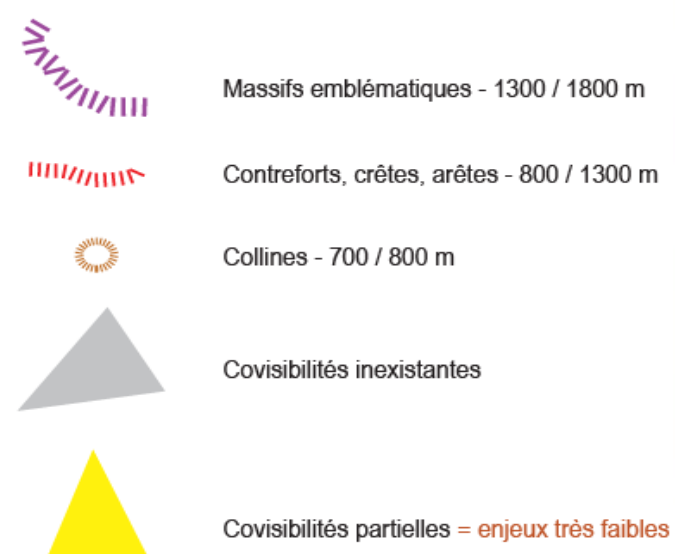 Massifs emblématiques - 1300 / 1800 m
Contreforts, crêtes, arêtes - 800 / 1300 m
Collines - 700 / 800 m
Covisibilités inexistantes
Covisibilités partielles = enjeux très faibles